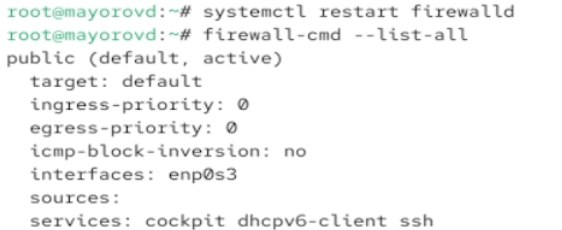 root@mayorovd:~# systemctl restart firewalld
root@mayorovd:~# firewall-cmd --list-all
public (default, active)
  target: default
  ingress-priority: 0
  egress-priority: 0
  icmp-block-inversion: no
  interfaces: enp0s3
  sources:
  services: cockpit dhcpv6-client ssh